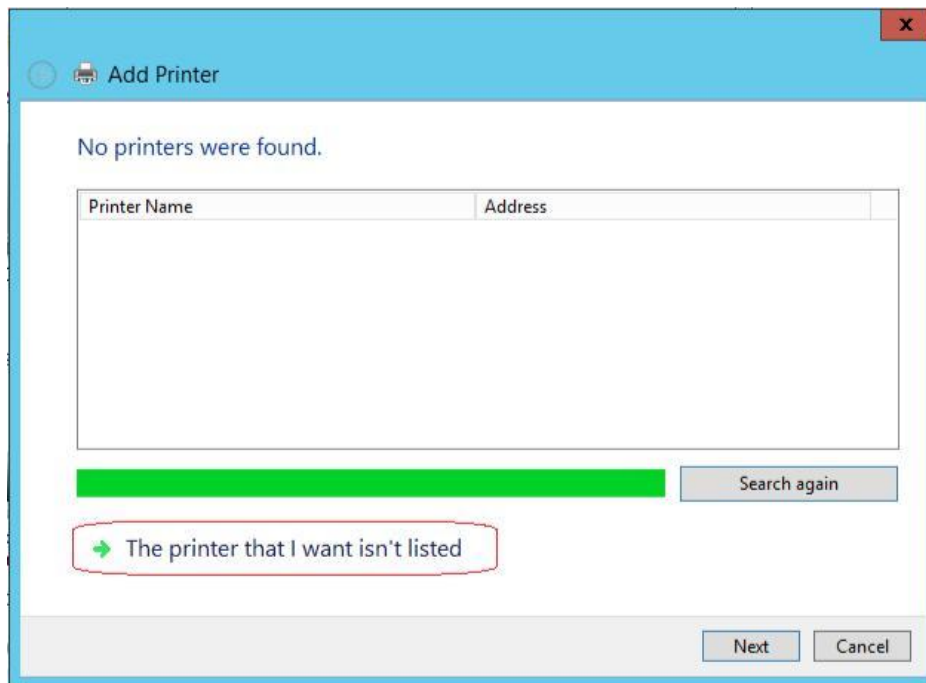 x
Add Printer
No printers were found.
Printer Name Address
Search again
The printer that I want isn't listed
Next Cancel